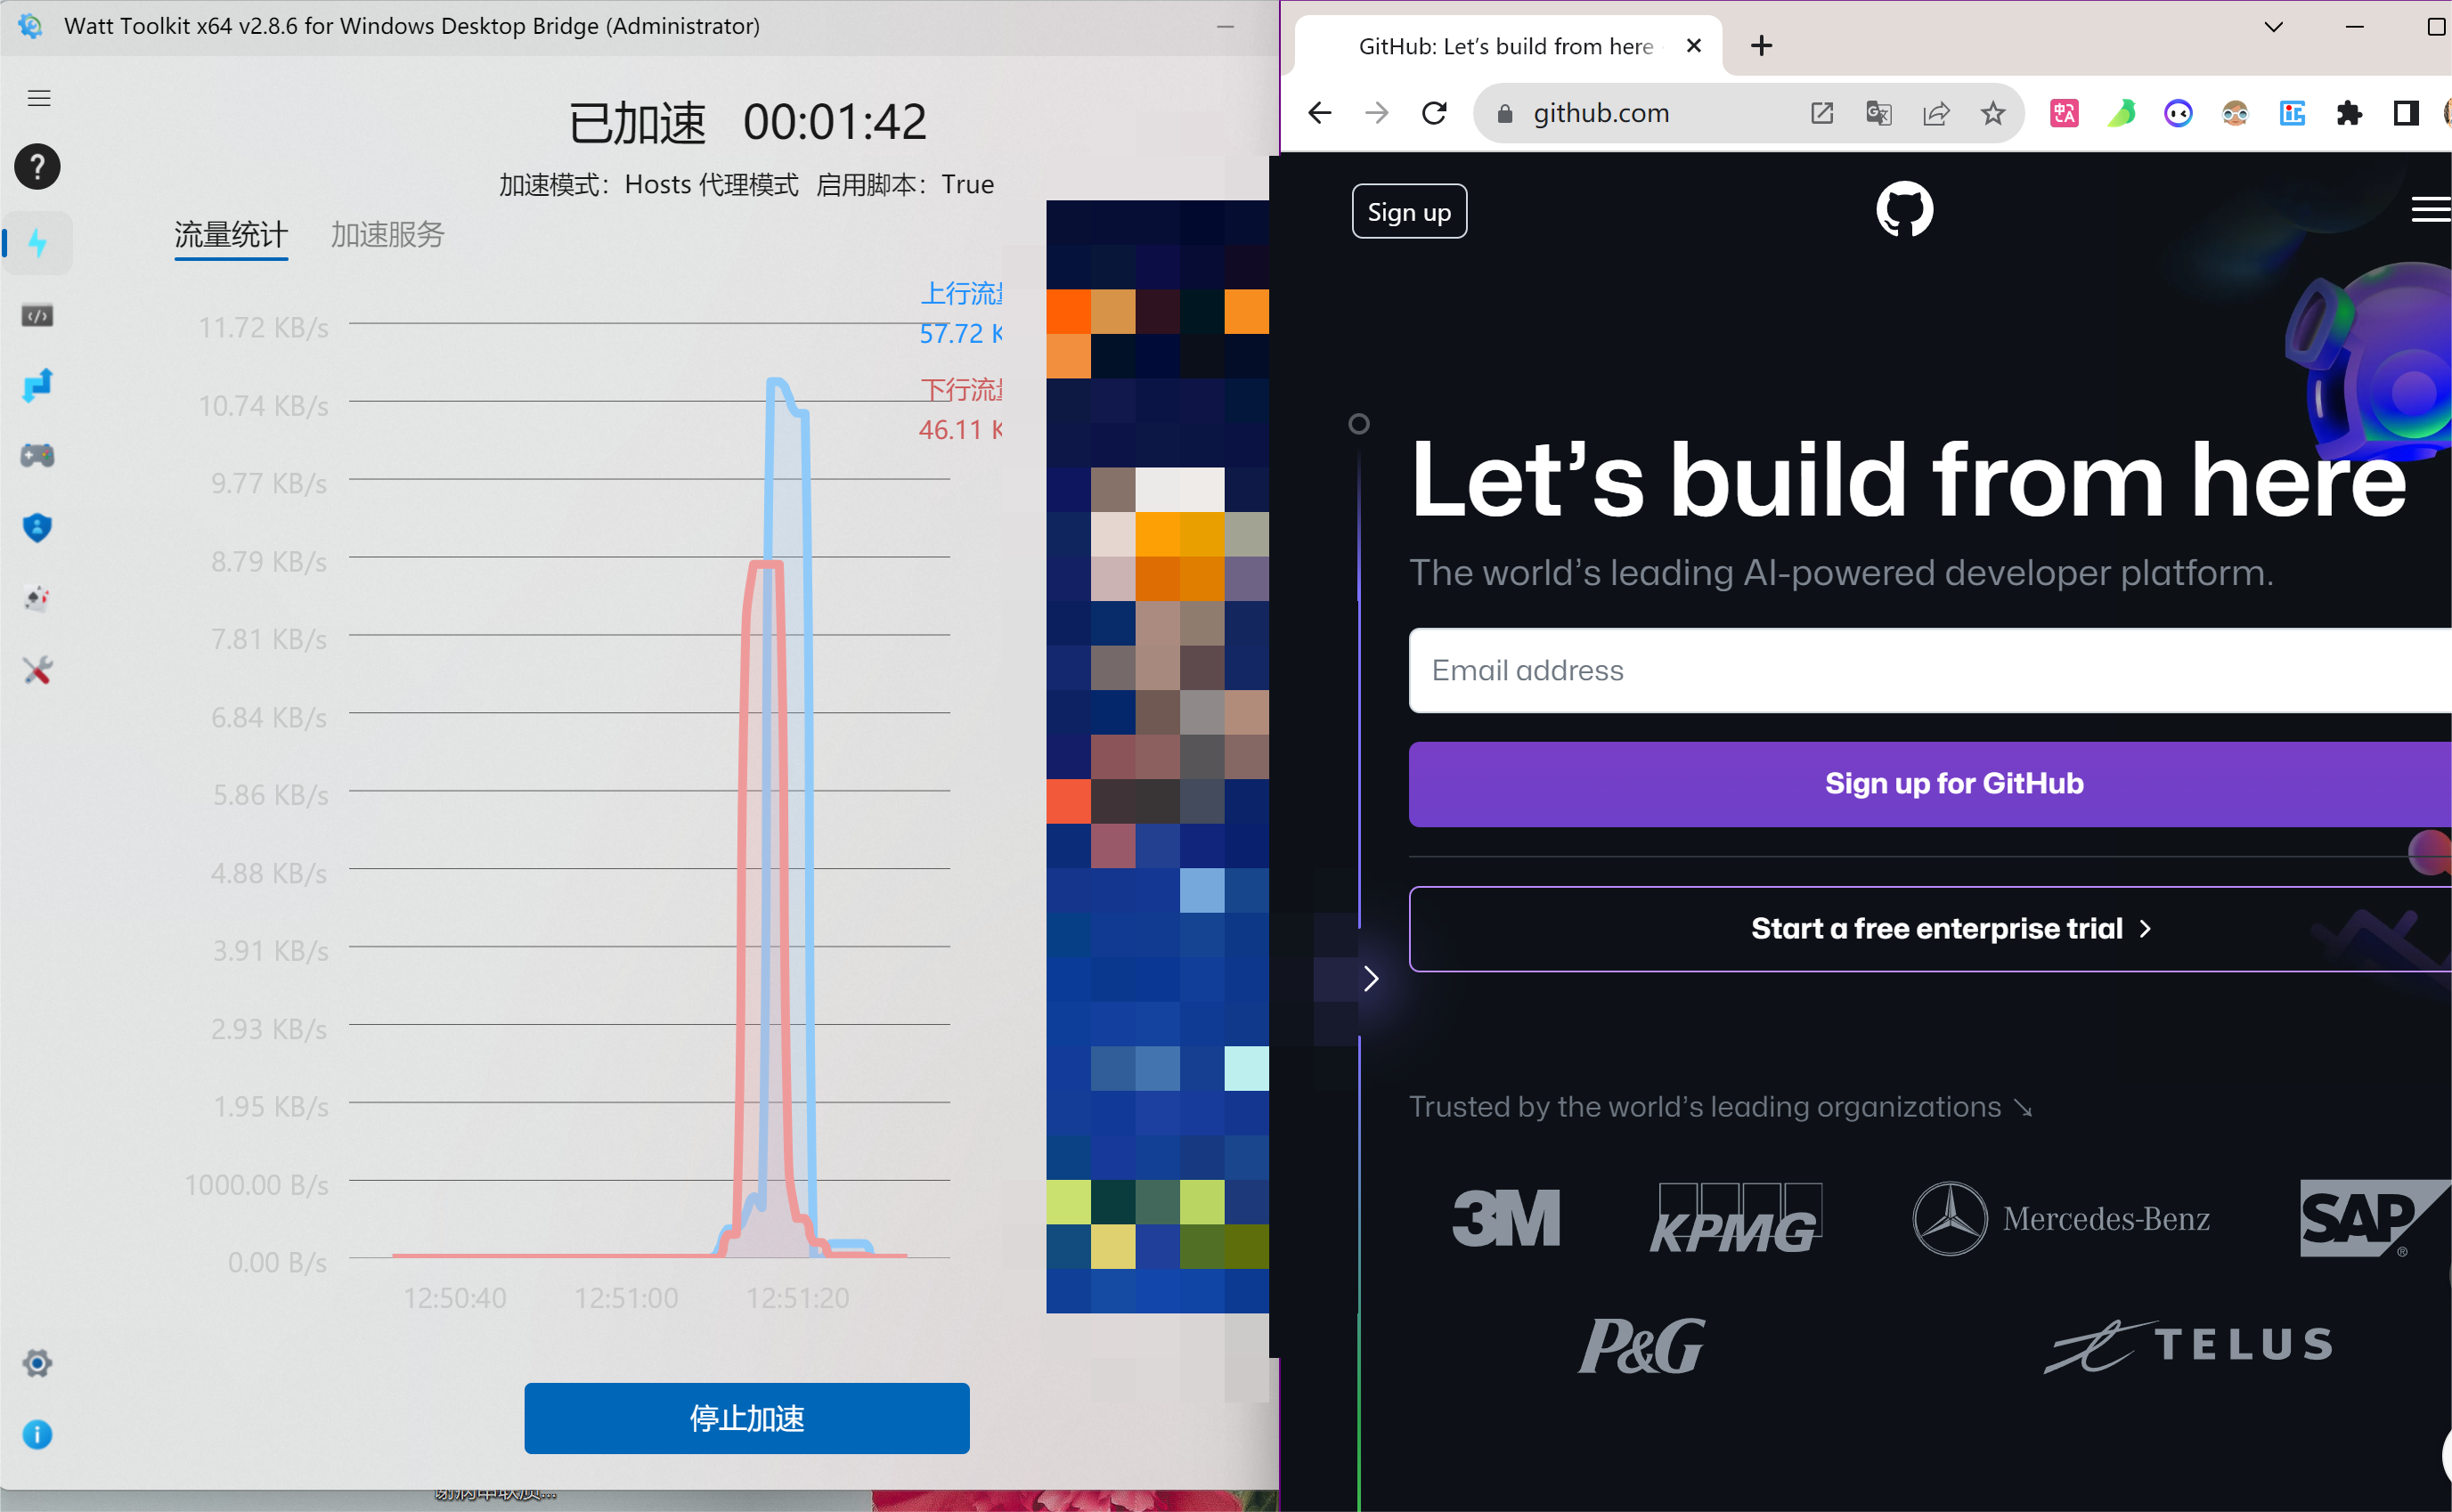 Watt Toolkit x64 v2.8.6 for Windows Desktop Bridge (Administrator)
已加速 00:01:42
加速模式：Hosts 代理模式 启用脚本：True
流量统计 加速服务
上行流
57.72 K
下行流
46.11 K
11.72 KB/s
10.74 KB/s
9.77 KB/s
8.79 KB/s
7.81 KB/s
6.84 KB/s
5.86 KB/s
4.88 KB/s
3.91 KB/s
2.93 KB/s
1.95 KB/s
1000.00 B/s
0.00 B/s
12:50:40 12:51:00 12:51:20
停止加速
GitHub: Let’s build from here
github.com
Sign up
Let’s build from here
The world’s leading AI-powered developer platform.
Email address
Sign up for GitHub
Start a free enterprise trial
Trusted by the world’s leading organizations
3M KPMG Mercedes-Benz SAP
P&G TELUS